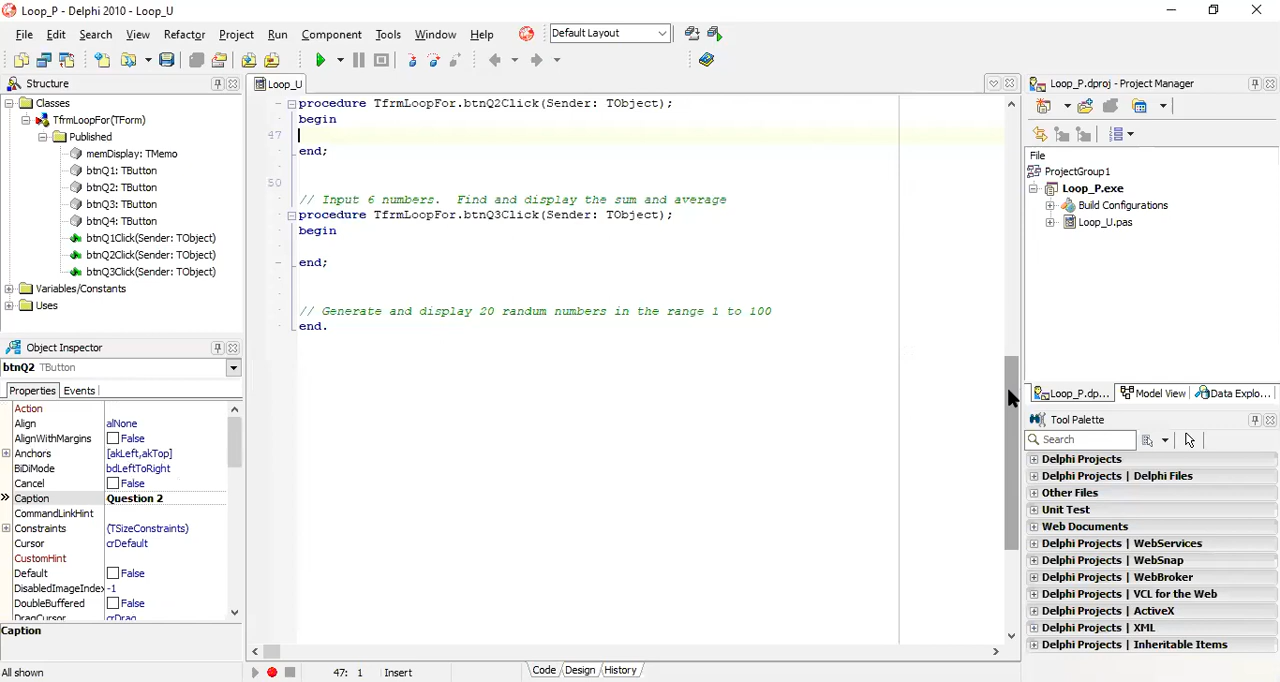 Loop_P - Delphi 2010 - Loop_U
File Edit Search View Refactor Project Run Component Tools Window Help
Default Layout
Structure
Classes
TfrmLoopFor(TForm)
Published
memDisplay: TMemo
btnQ1: TButton
btnQ2: TButton
btnQ3: TButton
btnQ4: TButton
btnQ1Click(Sender: TObject)
btnQ2Click(Sender: TObject)
btnQ3Click(Sender: TObject)
Variables/Constants
Uses
Object Inspector
btnQ2 TButton
Properties Events
Action
Align alNone
AlignWithMargins False
Anchors [akLeft,akTop]
BiDiMode bdLeftToRight
Cancel False
Caption Question 2
CommandLinkHint
Constraints (TSizeConstraints)
Cursor crDefault
CustomHint
Default False
DisabledImageIndex -1
DoubleBuffered False
DragCursor crDrag
Caption
All shown
Loop_U
procedure TfrmLoopFor.btnQ2Click(Sender: TObject);
begin
47
end;
50
// Input 6 numbers. Find and display the sum and average
procedure TfrmLoopFor.btnQ3Click(Sender: TObject);
begin
end;
// Generate and display 20 randum numbers in the range 1 to 100
end.
47: 1 Insert
Code Design History
Loop_P.dproj - Project Manager
File
ProjectGroup1
Loop_P.exe
Build Configurations
Loop_U.pas
Loop_P.dp... Model View Data Explo...
Tool Palette
Search
Delphi Projects
Delphi Projects | Delphi Files
Other Files
Unit Test
Web Documents
Delphi Projects | WebServices
Delphi Projects | WebSnap
Delphi Projects | WebBroker
Delphi Projects | VCL for the Web
Delphi Projects | ActiveX
Delphi Projects | XML
Delphi Projects | Inheritable Items